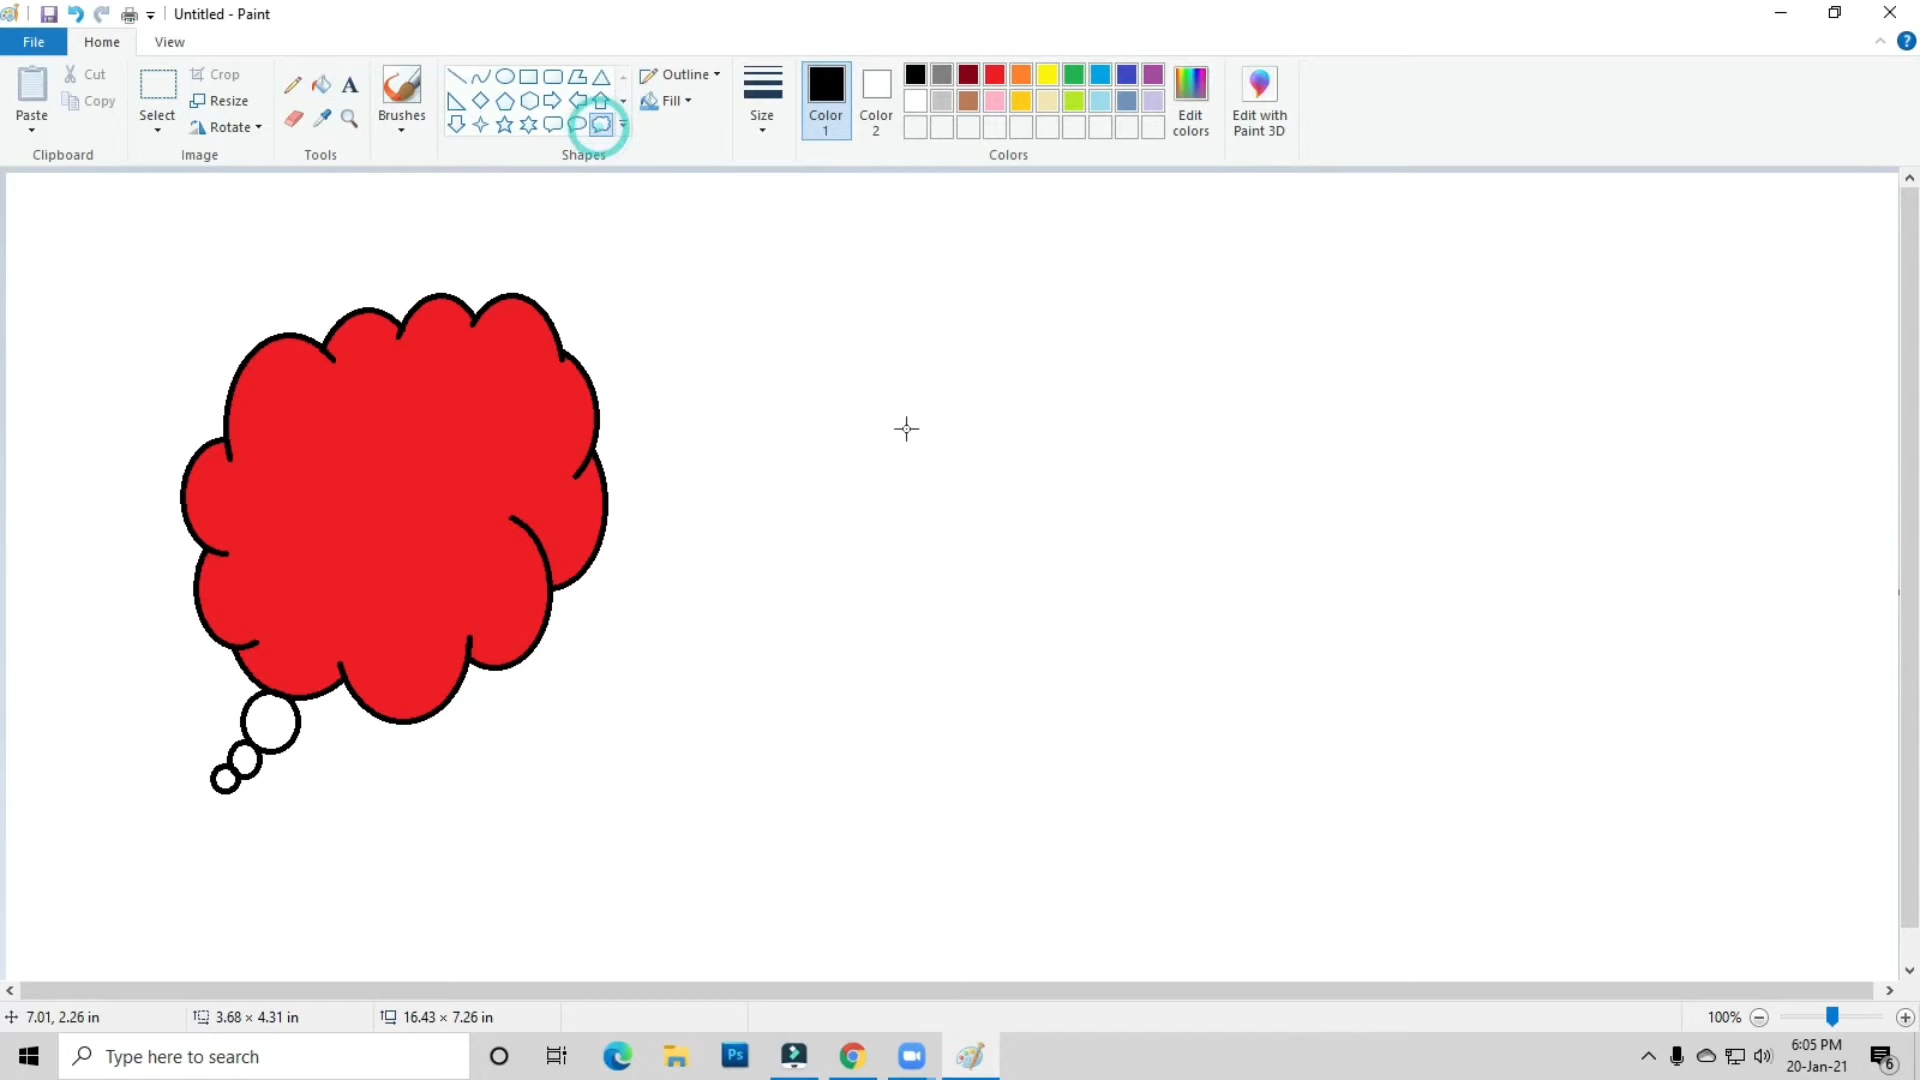 Untitled - Paint
File Home View
Cut
Copy
Paste
Clipboard
Select
Crop
Resize
Rotate
Image
A
Tools
Brushes
Outline
Fill
Shapes
Size
Color
1
Color
2
Edit
colors
Colors
Edit with
Paint 3D
?
7.01, 2.26 in
3.68 × 4.31 in
16.43 × 7.26 in
100%
Type here to search
Ps
6:05 PM
20-Jan-21
6